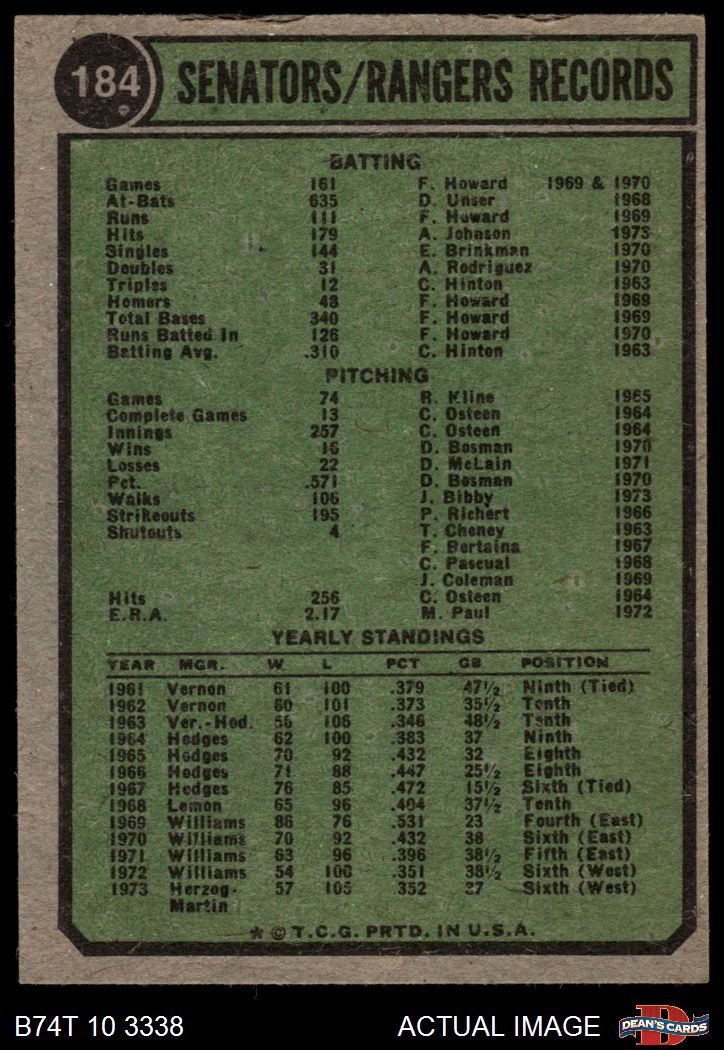 184 SENATORS/RANGERS RECORDS
BATTING
Games 161 F. Howard 1969 & 1970
At-Bats 635 D. Unser 1968
Runs 111 F. Howard 1969
Hits 179 A. Johnson 1973
Singles 144 E. Brinkman 1970
Doubles 31 A. Rodriguez 1970
Triples 12 C. Hinton 1963
Homers 48 F. Howard 1969
Total Bases 340 F. Howard 1969
Runs Batted In 126 F. Howard 1970
Batting Avg. .310 C. Hinton 1963
PITCHING
Games 74 R. Kline 1965
Complete Games 13 C. Osteen 1964
Innings 257 C. Osteen 1964
Wins 16 D. Bosman 1970
Losses 22 D. McLain 1971
Pct. .571 D. Bosman 1970
Walks 106 J. Bibby 1973
Strikeouts 195 P. Richert 1966
Shutouts 4 T. Cheney 1963
F. Bertaina 1967
C. Pascual 1968
J. Coleman 1969
Hits 256 C. Osteen 1964
E.R.A. 2.17 M. Paul 1972
YEARLY STANDINGS
YEAR MGR. W L PCT GB POSITION
1961 Vernon 61 100 .379 47½ Ninth (Tied)
1962 Vernon 60 101 .373 35½ Tenth
1963 Ver.-Hod. 56 106 .346 48½ Tenth
1964 Hodges 62 100 .383 37 Ninth
1965 Hodges 70 92 .432 32 Eighth
1966 Hodges 71 88 .447 25½ Eighth
1967 Hodges 76 85 .472 15½ Sixth (Tied)
1968 Lemon 65 96 .404 37½ Tenth
1969 Williams 86 76 .531 23 Fourth (East)
1970 Williams 70 92 .432 38 Sixth (East)
1971 Williams 63 96 .396 38½ Fifth (East)
1972 Williams 54 100 .351 38½ Sixth (West)
1973 Herzog- 57 105 .352 37 Sixth (West)
Martin
* © T.C.G. PRTD. IN U.S.A.
B74T 10 3338 ACTUAL IMAGE DEAN'S CARDS